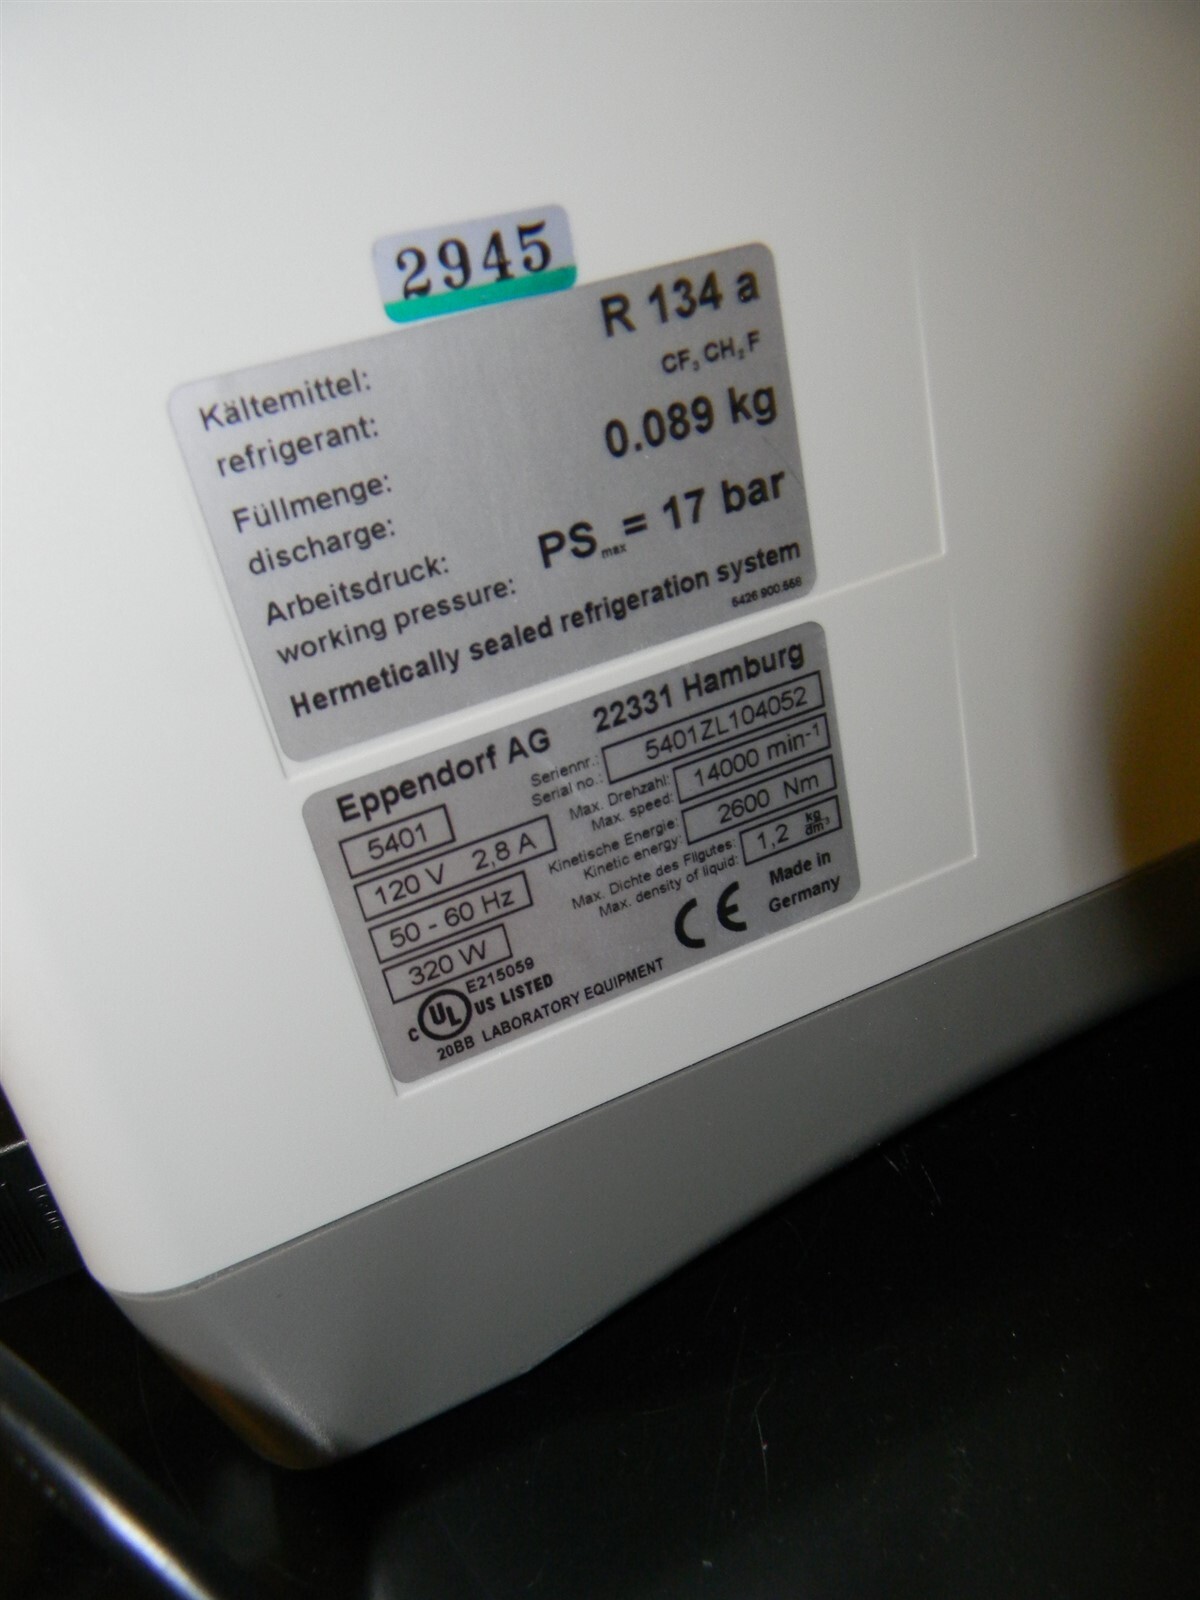 2945
Kältemittel: R 134 a
refrigerant: CF₃CH₂F
Füllmenge: 0.089 kg
discharge:
Arbeitsdruck: PSmax = 17 bar
working pressure:
Hermetically sealed refrigeration system
5426 900.556
Eppendorf AG 22331 Hamburg
5401
120 V 2,8 A
50 - 60 Hz
320 W
Seriennr.:
Serial no.: 5401ZL104052
Max. Drehzahl:
Max. speed: 14000 min⁻¹
Kinetische Energie:
Kinetic energy: 2600 Nm
Max. Dichte des Flgutes:
Max. density of liquid: 1,2 kg/dm³
E215059
c UL US LISTED
20BB LABORATORY EQUIPMENT
CE
Made in
Germany